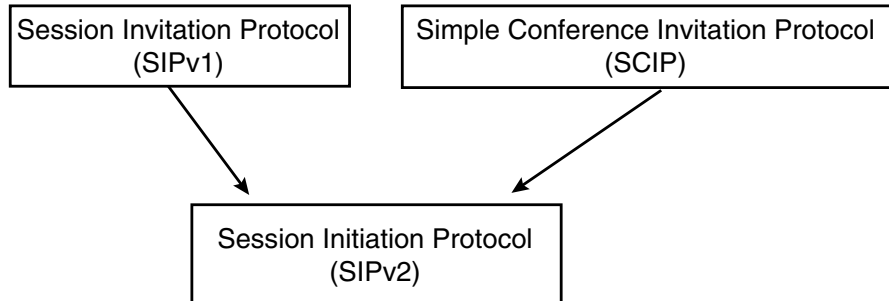 Session Invitation Protocol
(SIPv1)
Simple Conference Invitation Protocol
(SCIP)
Session Initiation Protocol
(SIPv2)